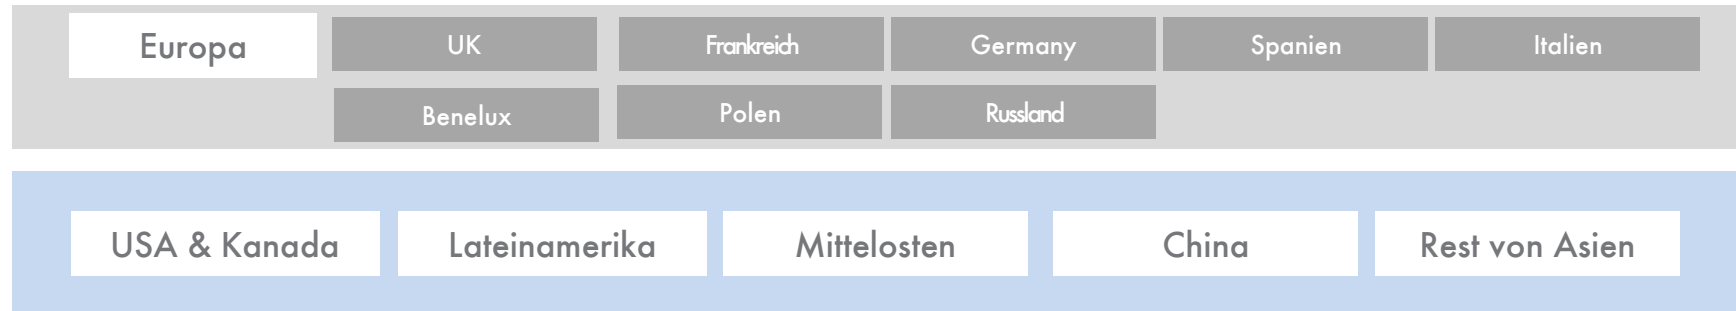 Europa
UK
Frankreich
Germany
Spanien
Italien
Benelux
Polen
Russland
USA & Kanada
Lateinamerika
Mittelosten
China
Rest von Asien